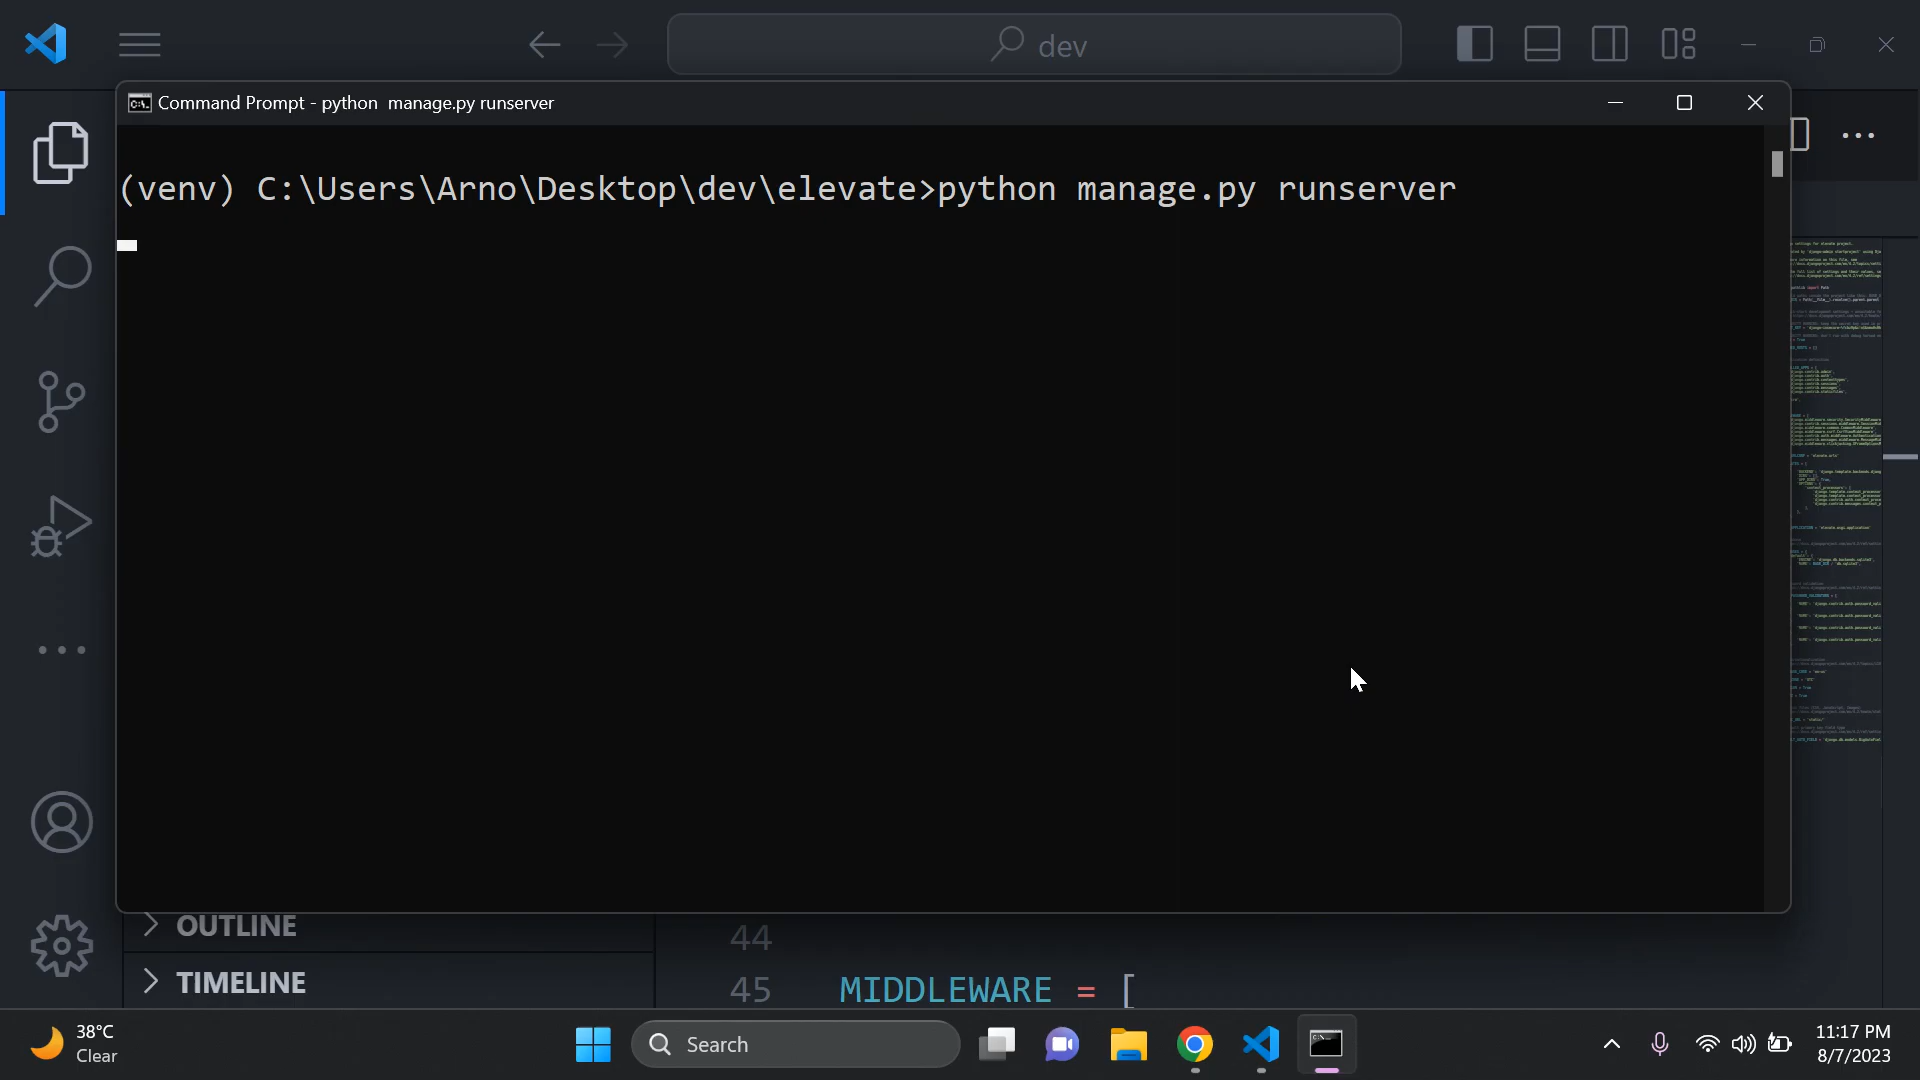 dev
Command Prompt - python  manage.py runserver
(venv) C:\Users\Arno\Desktop\dev\elevate>python manage.py runserver
OUTLINE
44
TIMELINE
45 MIDDLEWARE = [
38°C
Clear
Search
11:17 PM
8/7/2023